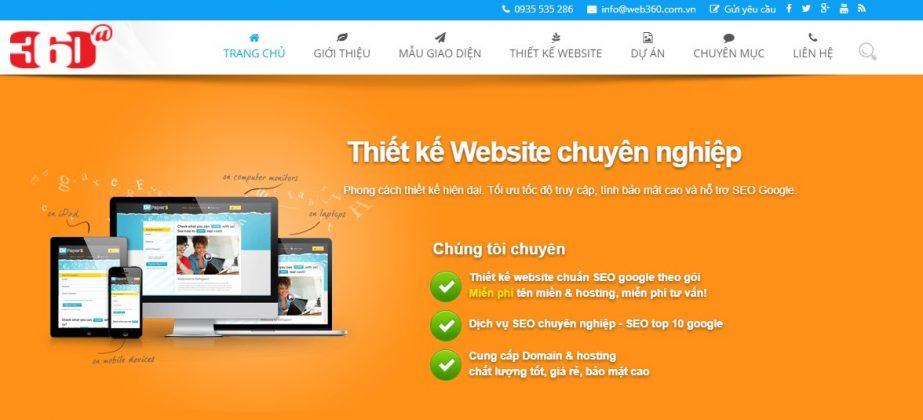 0935 535 286 info@web360.com.vn Gửi yêu cầu
360@
TRANG CHỦ GIỚI THIỆU MẪU GIAO DIỆN THIẾT KẾ WEBSITE DỰ ÁN CHUYÊN MỤC LIÊN HỆ
Thiết kế Website chuyên nghiệp
Phong cách thiết kế hiện đại. Tối ưu tốc độ truy cập, tính bảo mật cao và hỗ trợ SEO Google.
on computer monitors
on iPad
on laptops
on mobile devices
Chúng tôi chuyên
Thiết kế website chuẩn SEO google theo gói
Miễn phí tên miền & hosting, miễn phí tư vấn!
Dịch vụ SEO chuyên nghiệp - SEO top 10 google
Cung cấp Domain & hosting
chất lượng tốt, giá rẻ, bảo mật cao